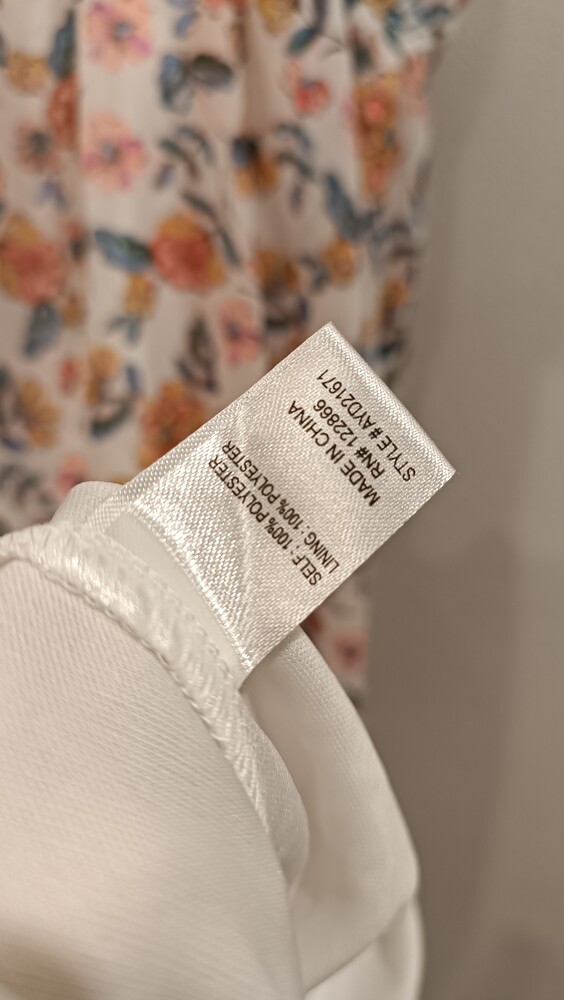 SELF : 100% POLYESTER
LINING : 100% POLYESTER
MADE IN CHINA
RN# 122866
STYLE # AYD21671